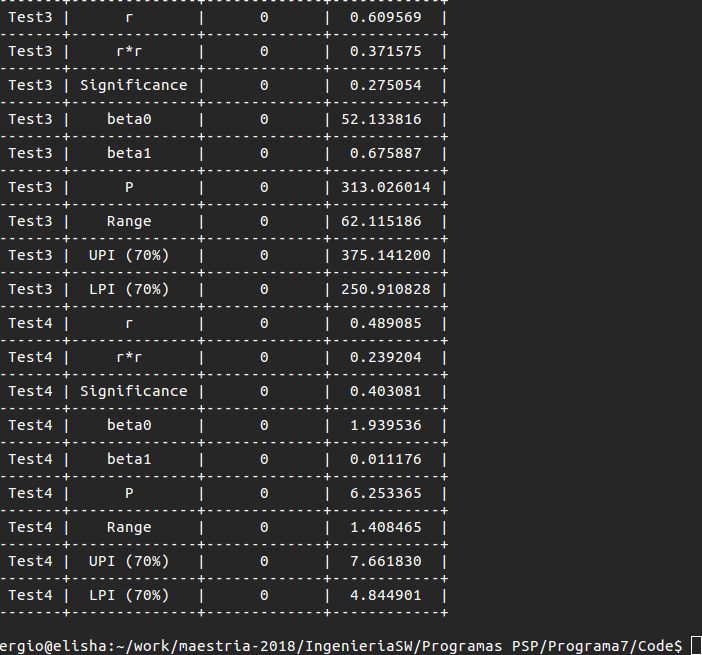 Test3 | r | 0 | 0.609569 |
-------+--------------+-------------+------------+
Test3 | r*r | 0 | 0.371575 |
-------+--------------+-------------+------------+
Test3 | Significance | 0 | 0.275054 |
-------+--------------+-------------+------------+
Test3 | beta0 | 0 | 52.133816 |
-------+--------------+-------------+------------+
Test3 | beta1 | 0 | 0.675887 |
-------+--------------+-------------+------------+
Test3 | P | 0 | 313.026014 |
-------+--------------+-------------+------------+
Test3 | Range | 0 | 62.115186 |
-------+--------------+-------------+------------+
Test3 | UPI (70%) | 0 | 375.141200 |
-------+--------------+-------------+------------+
Test3 | LPI (70%) | 0 | 250.910828 |
-------+--------------+-------------+------------+
Test4 | r | 0 | 0.489085 |
-------+--------------+-------------+------------+
Test4 | r*r | 0 | 0.239204 |
-------+--------------+-------------+------------+
Test4 | Significance | 0 | 0.403081 |
-------+--------------+-------------+------------+
Test4 | beta0 | 0 | 1.939536 |
-------+--------------+-------------+------------+
Test4 | beta1 | 0 | 0.011176 |
-------+--------------+-------------+------------+
Test4 | P | 0 | 6.253365 |
-------+--------------+-------------+------------+
Test4 | Range | 0 | 1.408465 |
-------+--------------+-------------+------------+
Test4 | UPI (70%) | 0 | 7.661830 |
-------+--------------+-------------+------------+
Test4 | LPI (70%) | 0 | 4.844901 |
-------+--------------+-------------+------------+
ergio@elisha:~/work/maestria-2018/IngenieriaSW/Programas PSP/Programa7/Code$